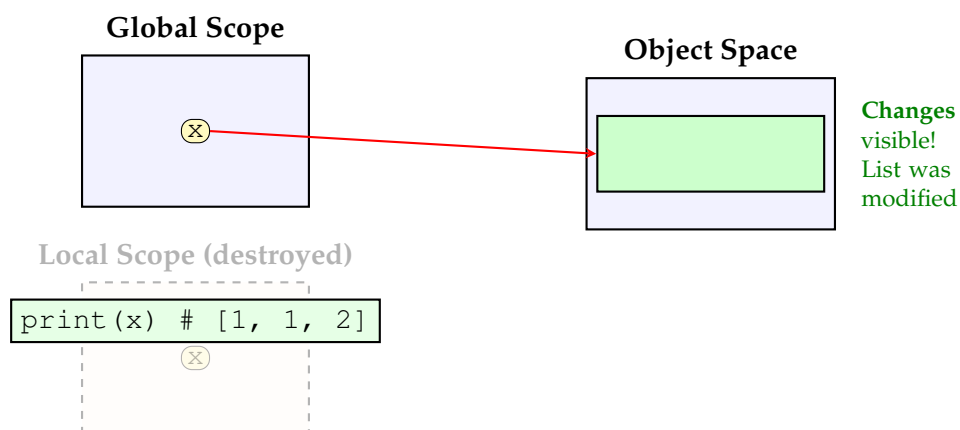 Global Scope
x
Object Space
Changes
visible!
List was
modified
Local Scope (destroyed)
print(x) # [1, 1, 2]
x